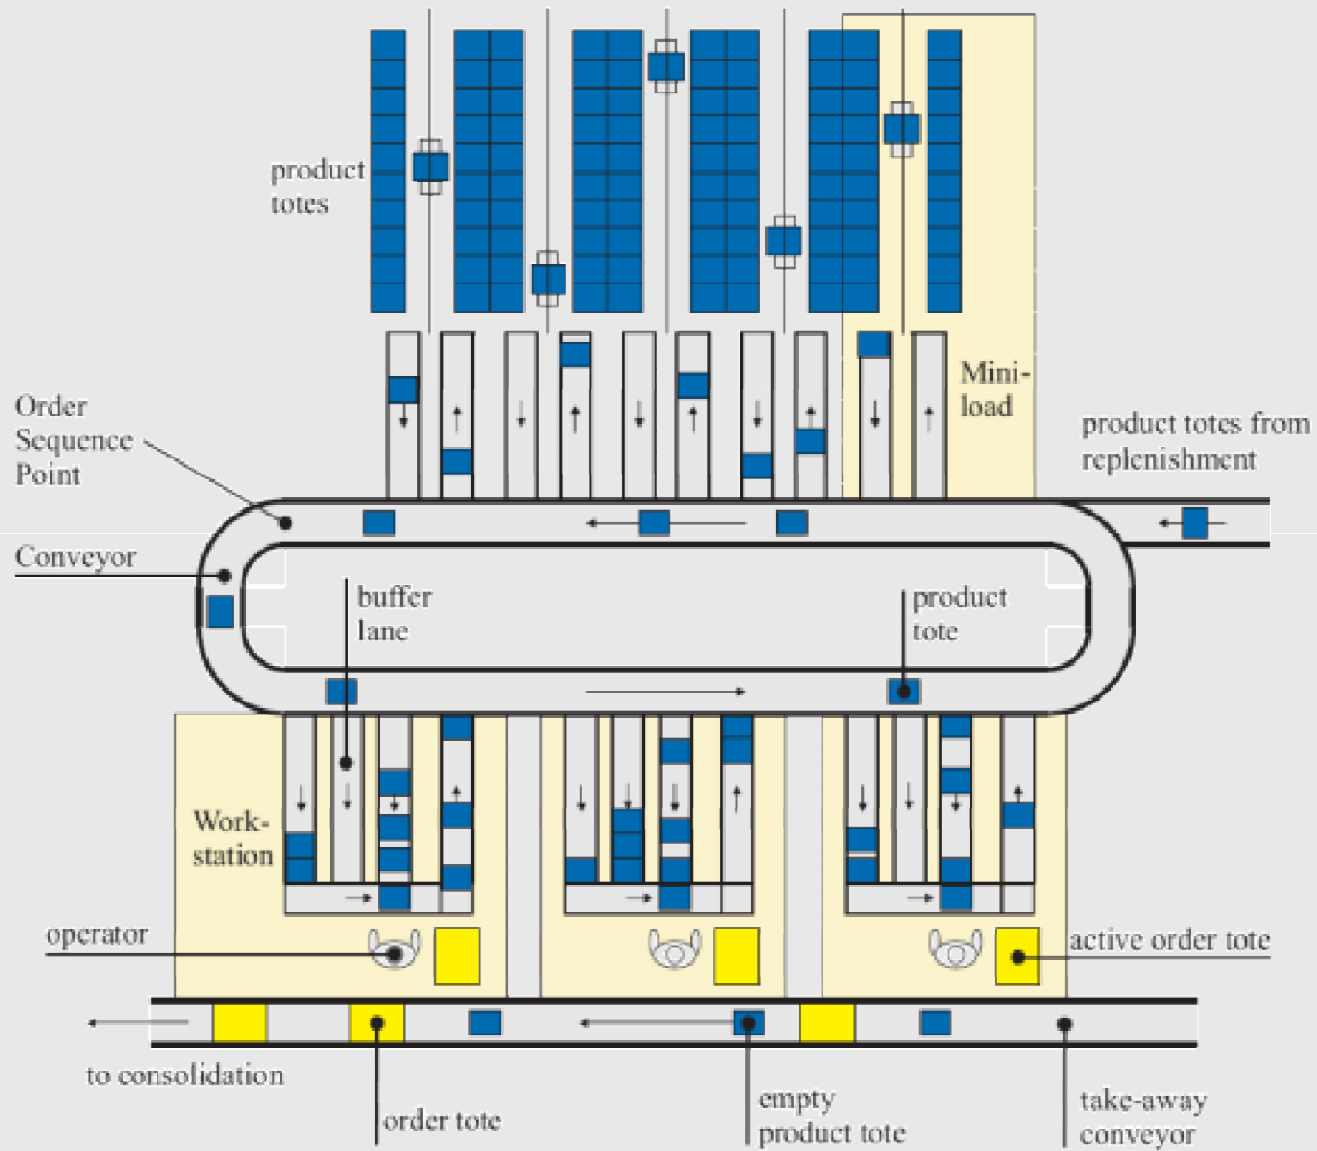 product
totes
Mini-
load
Order
Sequence
Point
product totes from
replenishment
Conveyor
buffer
lane
product
tote
Work-
station
operator
active order tote
to consolidation
order tote
empty
product tote
take-away
conveyor